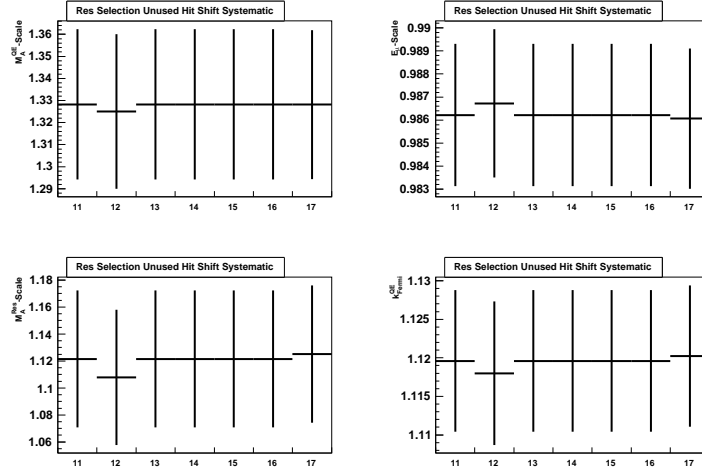 Res Selection Unused Hit Shift Systematic
M_A^QE-Scale
1.36
1.35
1.34
1.33
1.32
1.31
1.3
1.29
11 12 13 14 15 16 17
Res Selection Unused Hit Shift Systematic
E_μ-Scale
0.99
0.989
0.988
0.987
0.986
0.985
0.984
0.983
11 12 13 14 15 16 17
Res Selection Unused Hit Shift Systematic
M_A^Res-Scale
1.18
1.16
1.14
1.12
1.1
1.08
1.06
11 12 13 14 15 16 17
Res Selection Unused Hit Shift Systematic
k_Fermi^QE
1.13
1.125
1.12
1.115
1.11
11 12 13 14 15 16 17